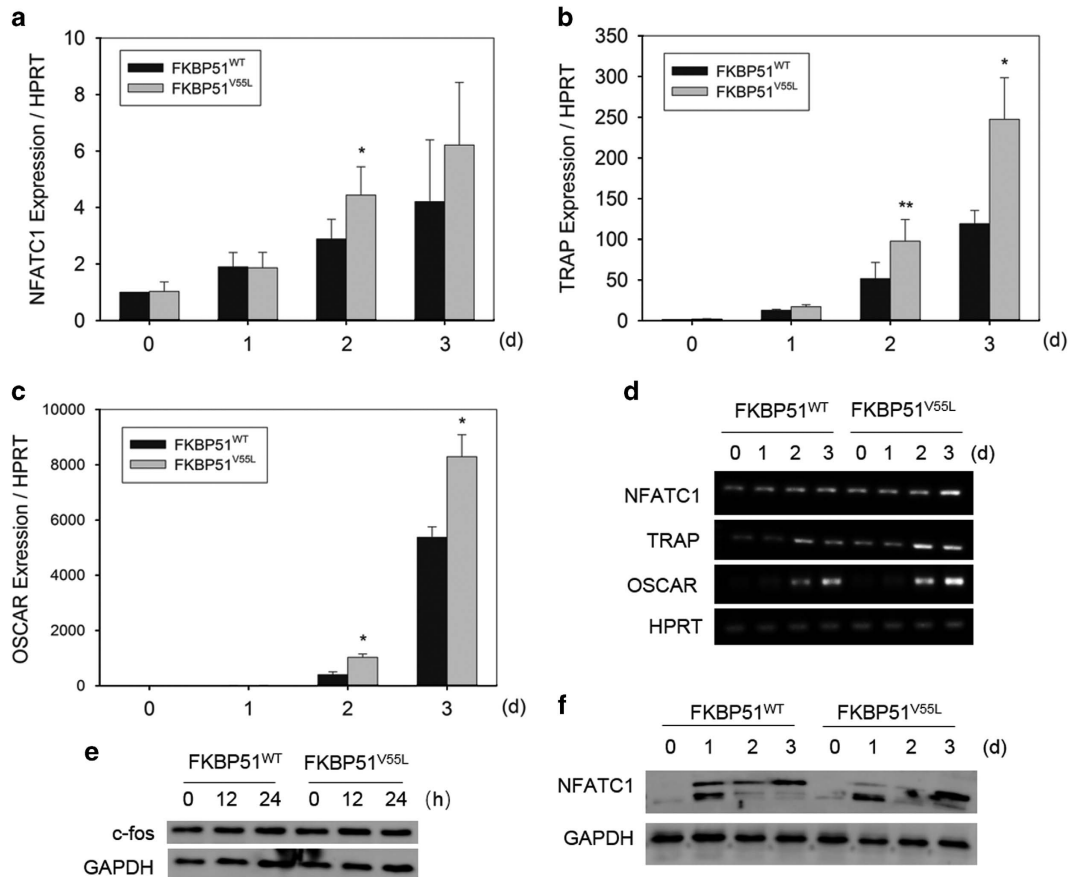 a
NFATC1 Expression / HPRT
10
8
6
4
2
0
FKBP51WT
FKBP51V55L
*
0 1 2 3 (d)
b
TRAP Expression / HPRT
350
300
250
200
150
100
50
0
FKBP51WT
FKBP51V55L
**
*
0 1 2 3 (d)
c
OSCAR Exression / HPRT
10000
8000
6000
4000
2000
0
FKBP51WT
FKBP51V55L
*
*
0 1 2 3 (d)
d
FKBP51WT FKBP51V55L
0 1 2 3 0 1 2 3 (d)
NFATC1
TRAP
OSCAR
HPRT
e
FKBP51WT FKBP51V55L
0 12 24 0 12 24 (h)
c-fos
GAPDH
f
FKBP51WT FKBP51V55L
0 1 2 3 0 1 2 3 (d)
NFATC1
GAPDH